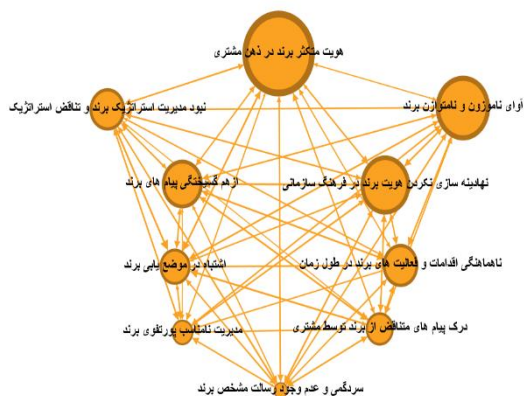 هویت متکثر برند در ذهن مشتری
نبود مدیریت استراتژیک برند و تناقض استراتژیک
آوای ناموزون و نامتوازن برند
ازهم گسیختگی پیام های برند
نهادینه سازی نکردن هویت برند در فرهنگ سازمانی
اشتباه در موضع یابی برند
ناهماهنگی اقدامات و فعالیت های برند در طول زمان
مدیریت نامناسب پورتفوی برند
درک پیام های متناقض از برند توسط مشتری
سردگمی و عدم وجود رسالت مشخص برند